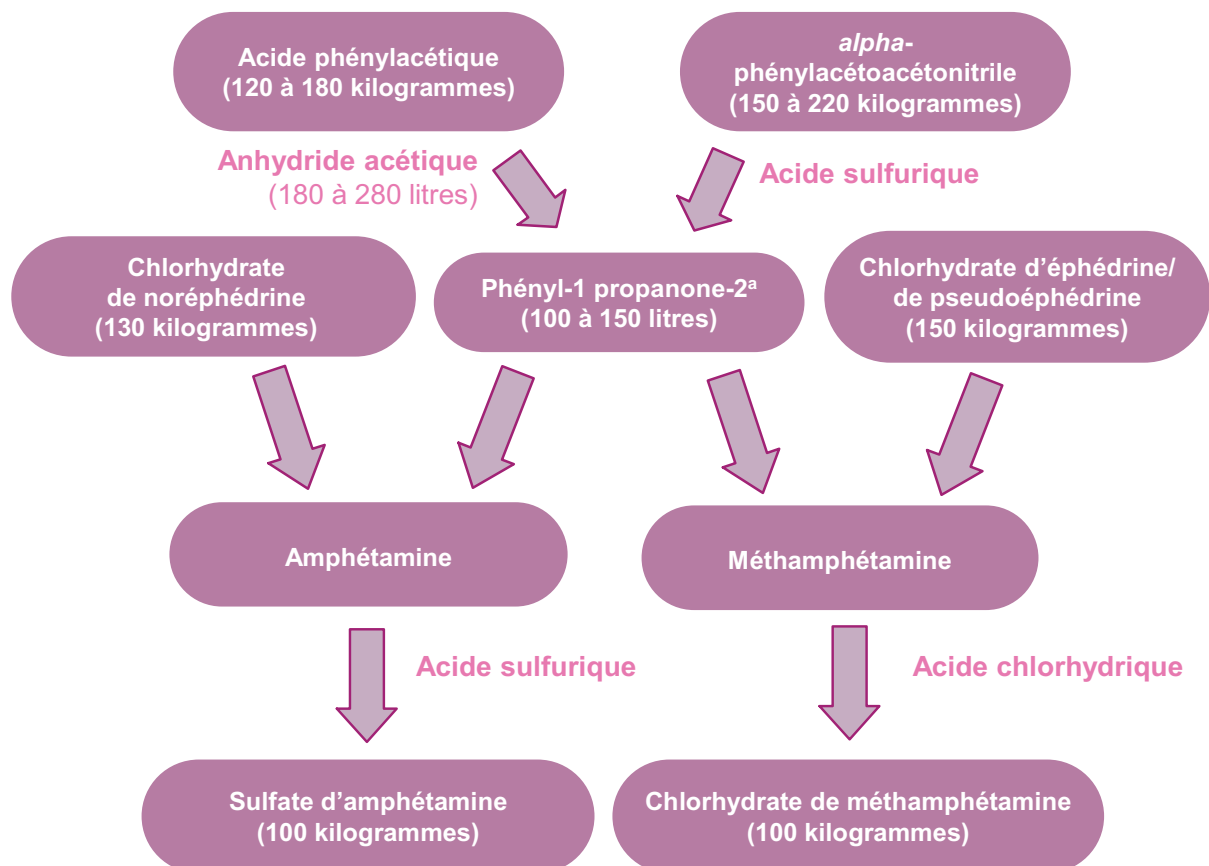 Acide phénylacétique
(120 à 180 kilogrammes)
alpha-
phénylacétoacétonitrile
(150 à 220 kilogrammes)
Anhydride acétique
(180 à 280 litres)
Acide sulfurique
Chlorhydrate
de noréphédrine
(130 kilogrammes)
Phényl-1 propanone-2ᵃ
(100 à 150 litres)
Chlorhydrate d’éphédrine/
de pseudoéphédrine
(150 kilogrammes)
Amphétamine
Méthamphétamine
Acide sulfurique
Acide chlorhydrique
Sulfate d’amphétamine
(100 kilogrammes)
Chlorhydrate de méthamphétamine
(100 kilogrammes)